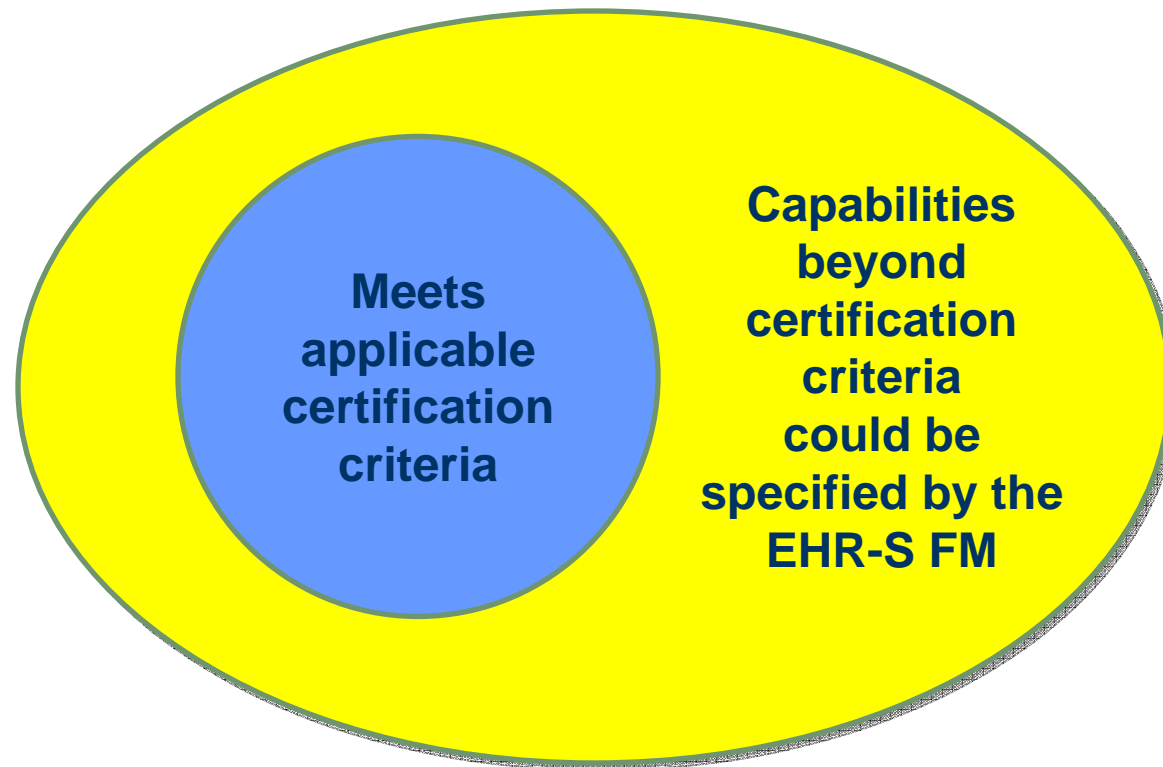 Meets
applicable
certification
criteria
Capabilities
beyond
certification
criteria
could be
specified by the
EHR-S FM